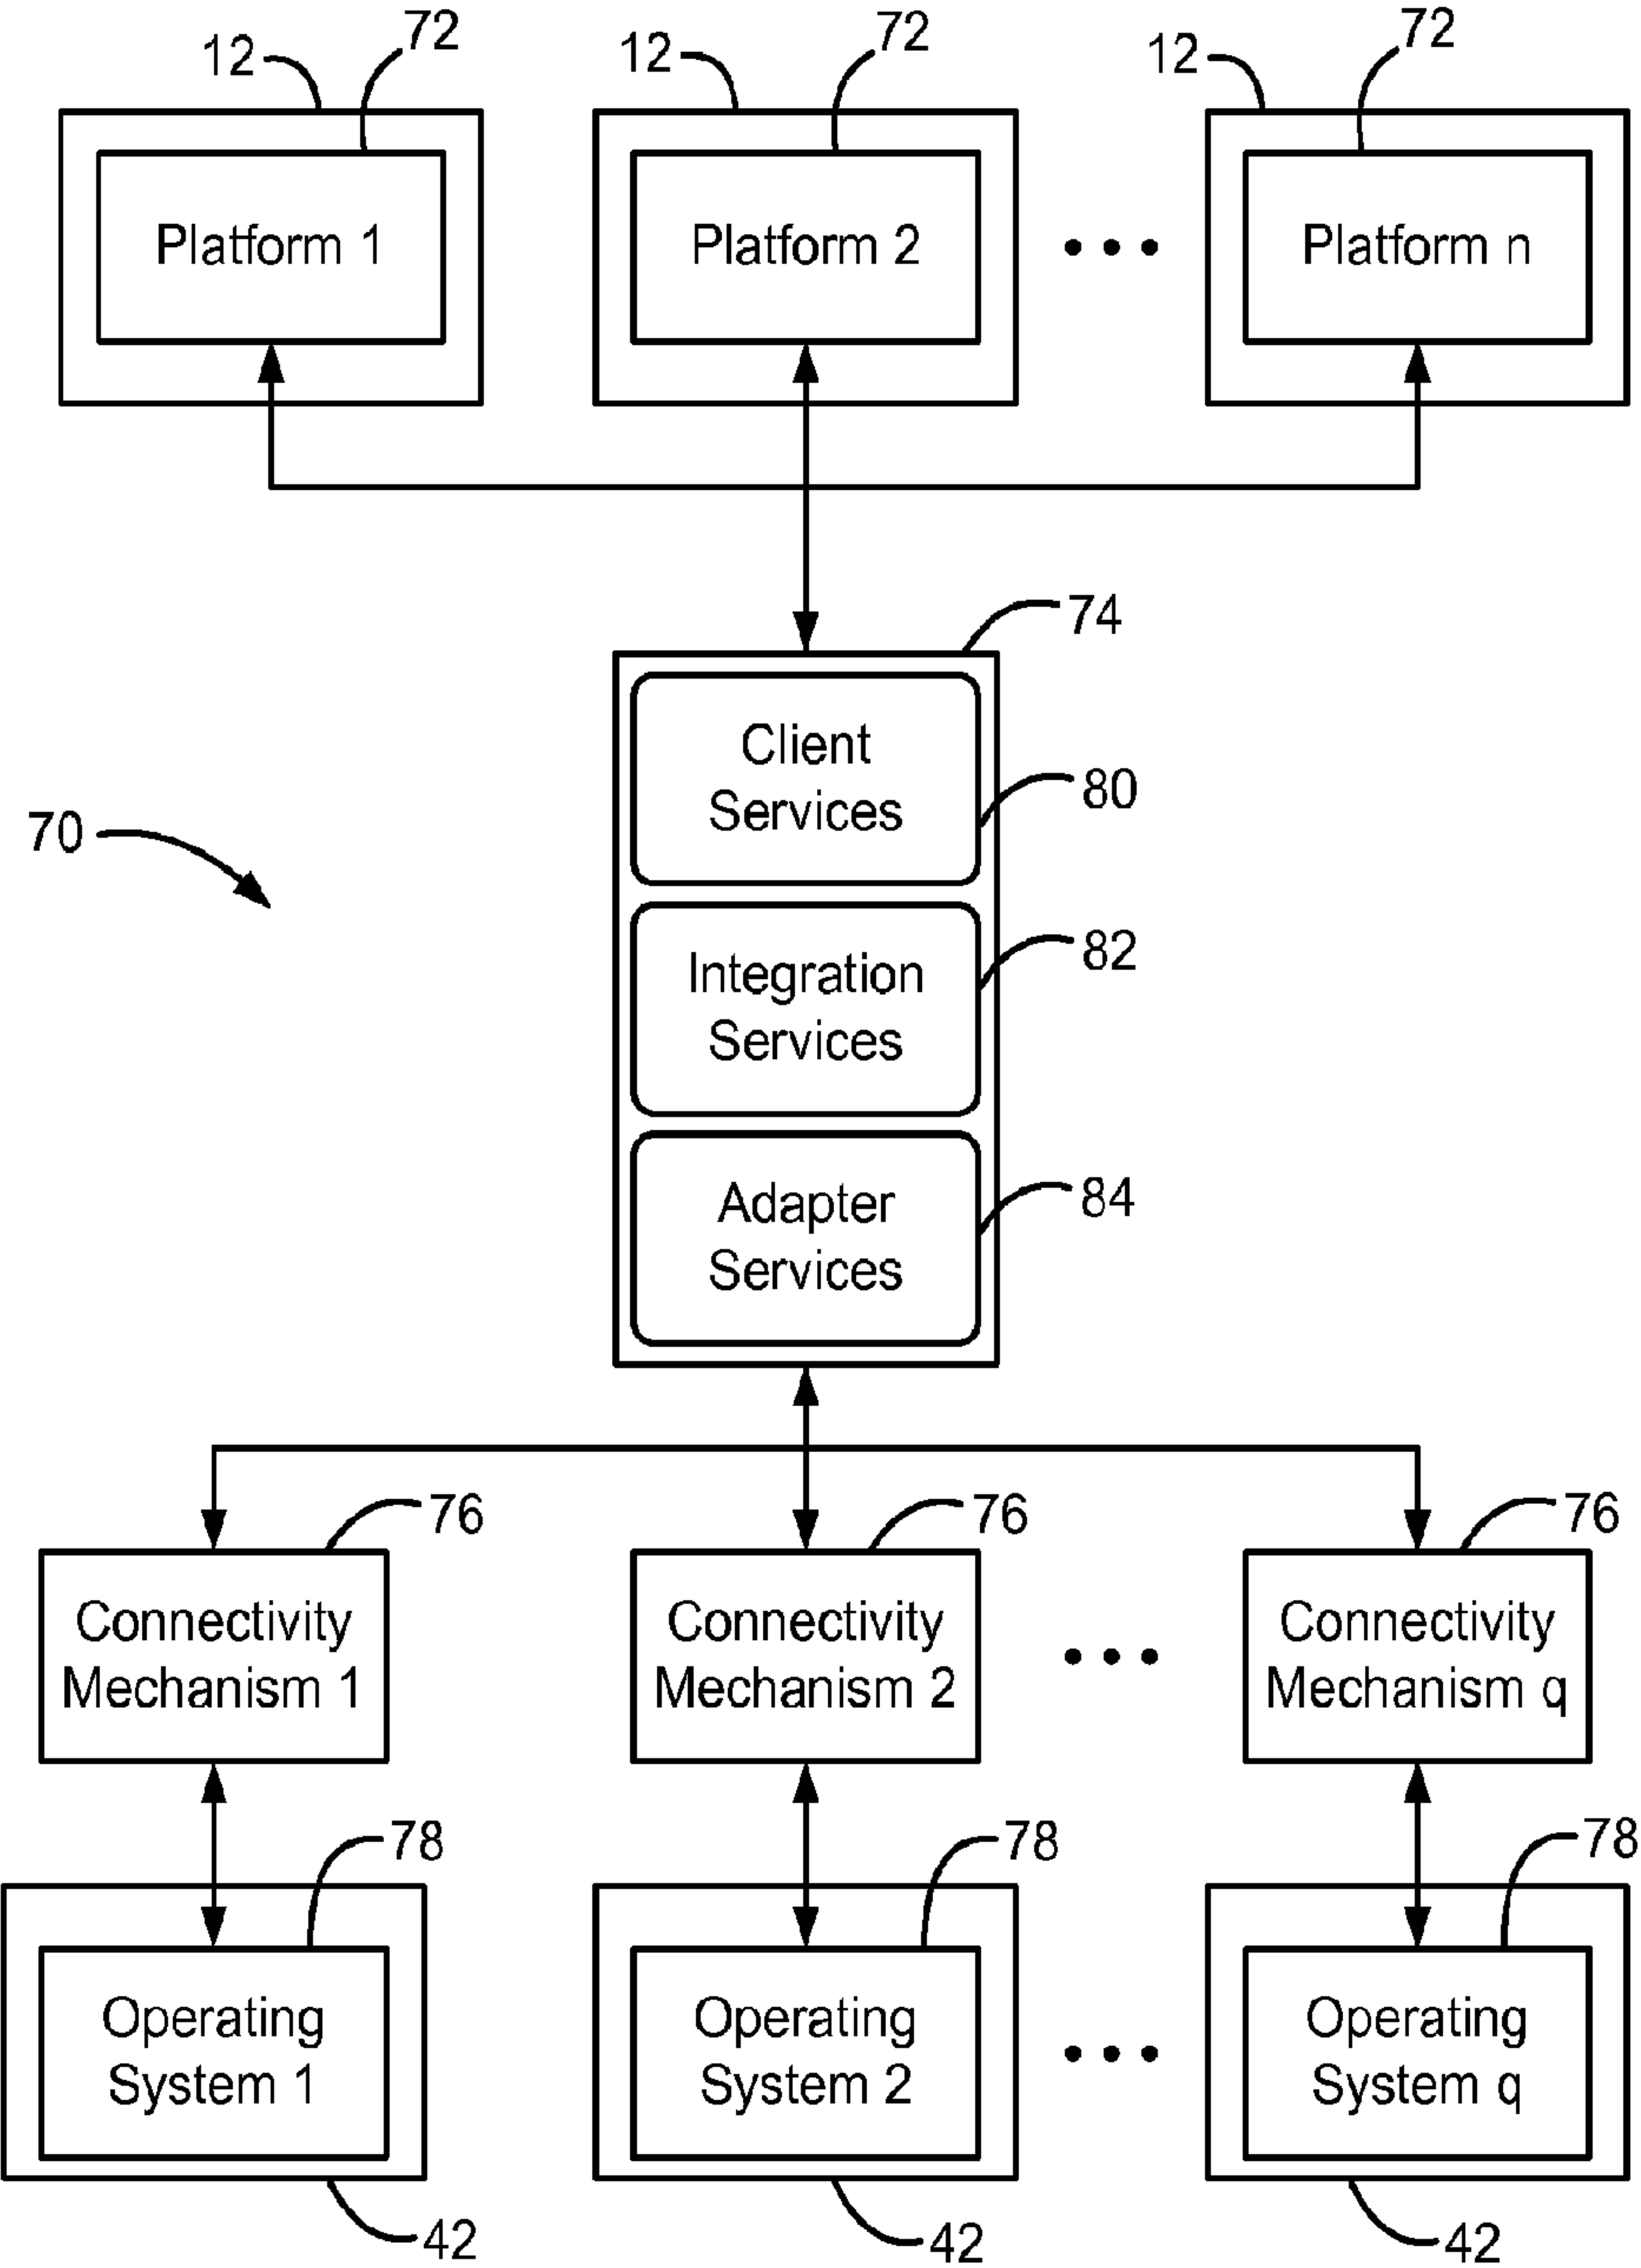 12 72 12 72 12 72
Platform 1 Platform 2 ••• Platform n
74
Client
Services
80
70
Integration
Services
82
Adapter
Services
84
76 76 76
Connectivity
Mechanism 1
Connectivity
Mechanism 2
•••
Connectivity
Mechanism q
78 78 78
Operating
System 1
Operating
System 2
•••
Operating
System q
42 42 42